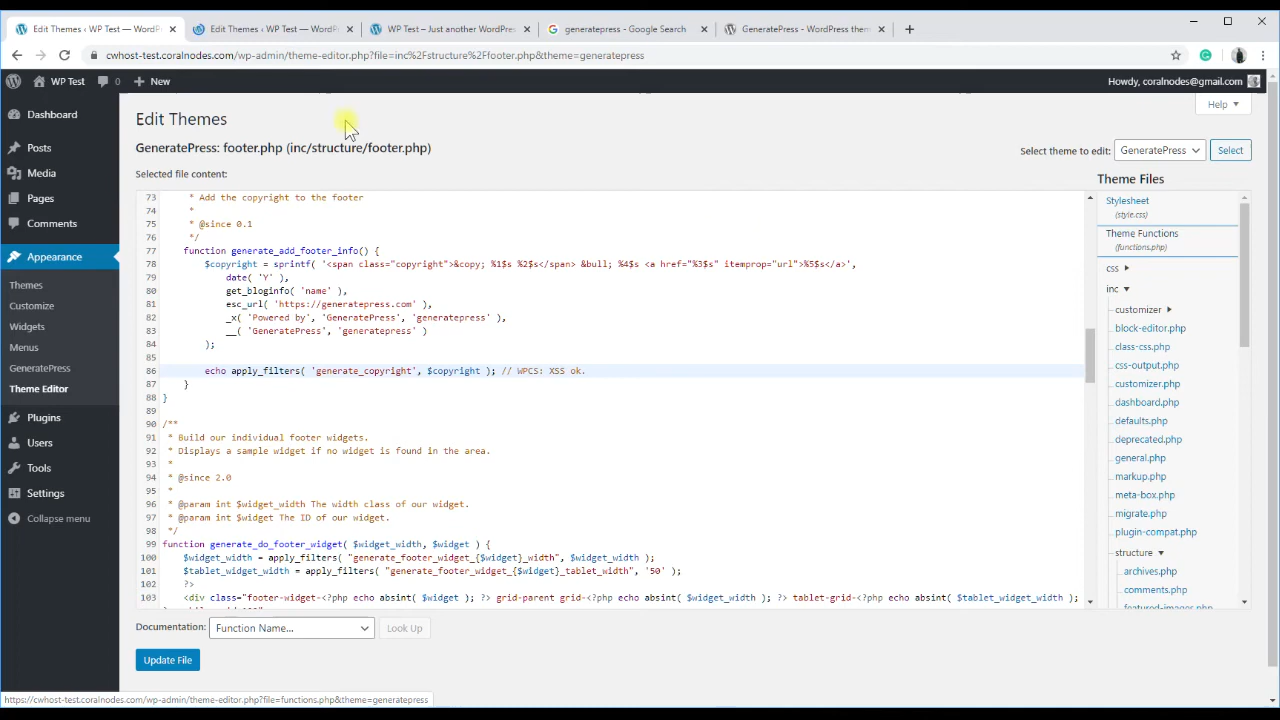 Edit Themes ‹ WP Test — WordPr
Edit Themes ‹ WP Test — WordPr
WP Test – Just another WordPress
generatepress - Google Search
GeneratePress - WordPress them
cwhost-test.coralnodes.com/wp-admin/theme-editor.php?file=inc%2Fstructure%2Ffooter.php&theme=generatepress
WP Test
0
New
Howdy, coralnodes@gmail.com
Dashboard
Posts
Media
Pages
Comments
Appearance
Themes
Customize
Widgets
Menus
GeneratePress
Theme Editor
Plugins
Users
Tools
Settings
Collapse menu
Help
Edit Themes
GeneratePress: footer.php (inc/structure/footer.php)
Select theme to edit:
GeneratePress
Select
Selected file content:
73 * Add the copyright to the footer
74 *
75 * @since 0.1
76 */
77 function generate_add_footer_info() {
78 $copyright = sprintf( '<span class="copyright">&copy; %1$s %2$s</span> &bull; %4$s <a href="%3$s" itemprop="url">%5$s</a>',
79 date( 'Y' ),
80 get_bloginfo( 'name' ),
81 esc_url( 'https://generatepress.com' ),
82 _x( 'Powered by', 'GeneratePress', 'generatepress' ),
83 __( 'GeneratePress', 'generatepress' )
84 );
85
86 echo apply_filters( 'generate_copyright', $copyright ); // WPCS: XSS ok.
87 }
88 }
89
90 /**
91 * Build our individual footer widgets.
92 * Displays a sample widget if no widget is found in the area.
93 *
94 * @since 2.0
95 *
96 * @param int $widget_width The width class of our widget.
97 * @param int $widget The ID of our widget.
98 */
99 function generate_do_footer_widget( $widget_width, $widget ) {
100 $widget_width = apply_filters( "generate_footer_widget_{$widget}_width", $widget_width );
101 $tablet_widget_width = apply_filters( "generate_footer_widget_{$widget}_tablet_width", '50' );
102 ?>
103 <div class="footer-widget-<?php echo absint( $widget ); ?> grid-parent grid-<?php echo absint( $widget_width ); ?> tablet-grid-<?php echo absint( $tablet_widget_width );
Theme Files
Stylesheet
(style.css)
Theme Functions
(functions.php)
css
inc
customizer
block-editor.php
class-css.php
css-output.php
customizer.php
dashboard.php
defaults.php
deprecated.php
general.php
markup.php
meta-box.php
migrate.php
plugin-compat.php
structure
archives.php
comments.php
featured-images.php
Documentation:
Function Name...
Look Up
Update File
https://cwhost-test.coralnodes.com/wp-admin/theme-editor.php?file=functions.php&theme=generatepress